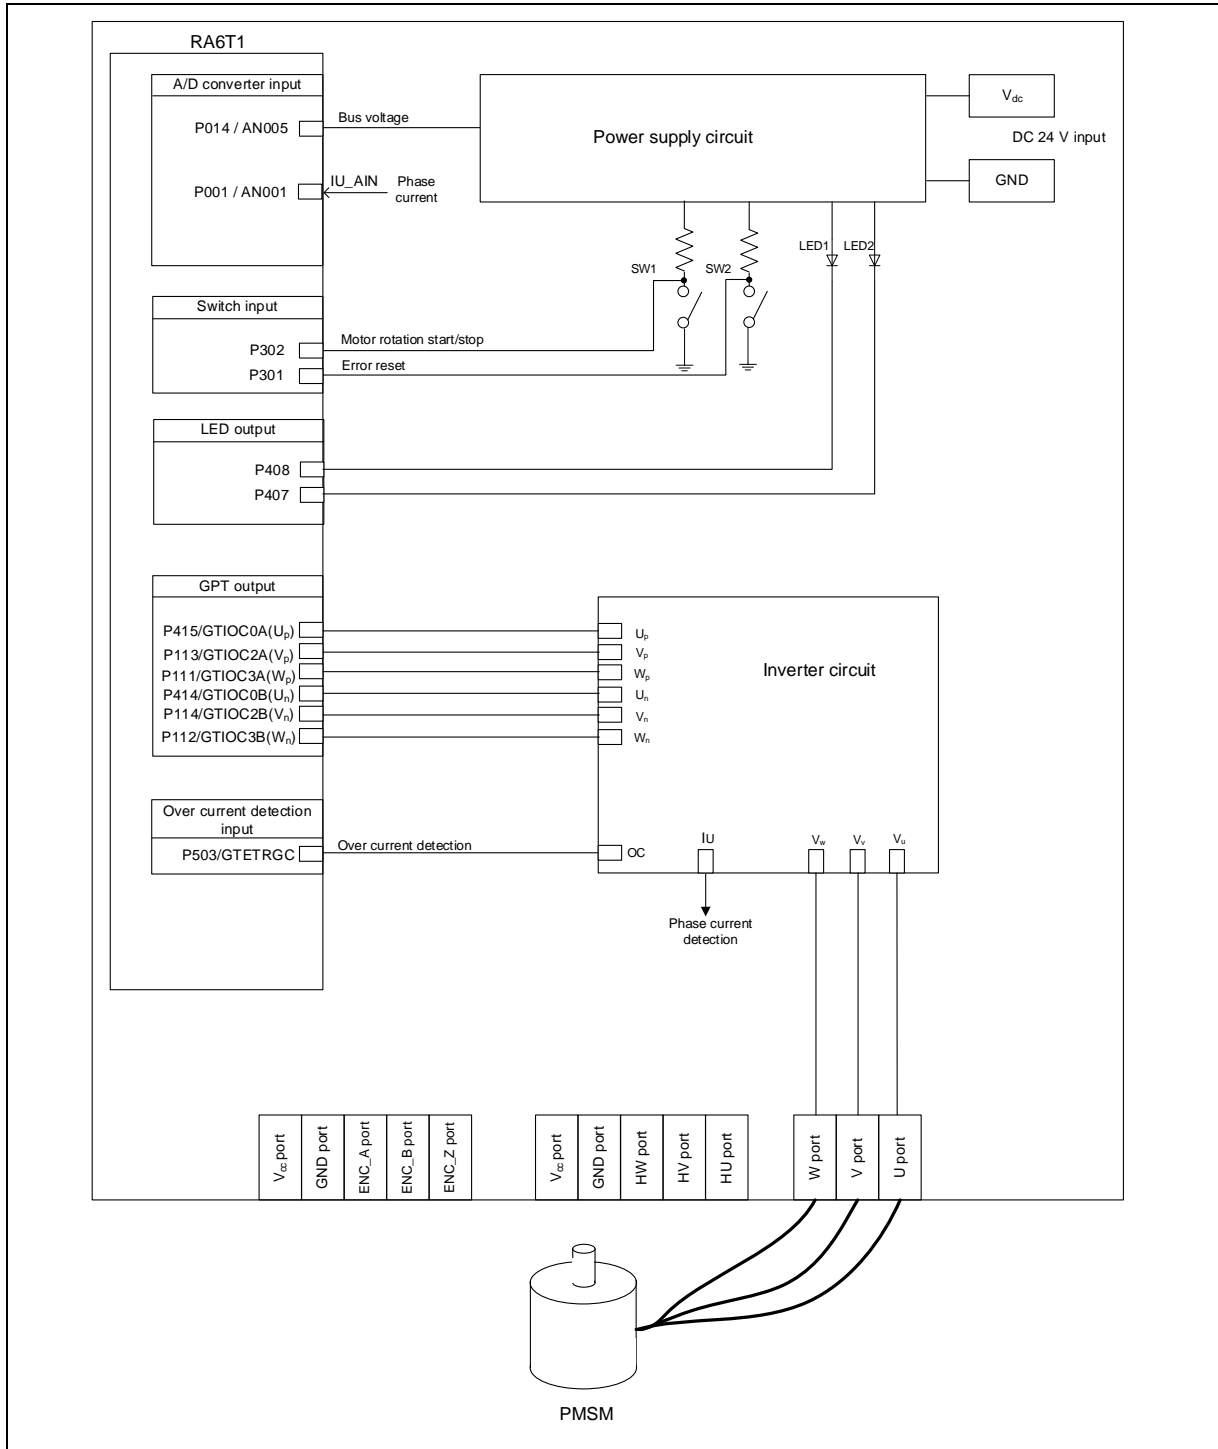 RA6T1
A/D converter input
P014 / AN005
Bus voltage
P001 / AN001
IU_AIN
Phase
current
Power supply circuit
Vdc
DC 24 V input
GND
SW1
SW2
LED1
LED2
Switch input
P302
Motor rotation start/stop
P301
Error reset
LED output
P408
P407
GPT output
P415/GTIOC0A(Up)
P113/GTIOC2A(Vp)
P111/GTIOC3A(Wp)
P414/GTIOC0B(Un)
P114/GTIOC2B(Vn)
P112/GTIOC3B(Wn)
Up
Vp
Wp
Un
Vn
Wn
Inverter circuit
Over current detection
input
P503/GTETRGC
Over current detection
OC
IU
Vw
Vv
Vu
Phase current
detection
Vcc port
GND port
ENC_A port
ENC_B port
ENC_Z port
Vcc port
GND port
HW port
HV port
HU port
W port
V port
U port
PMSM